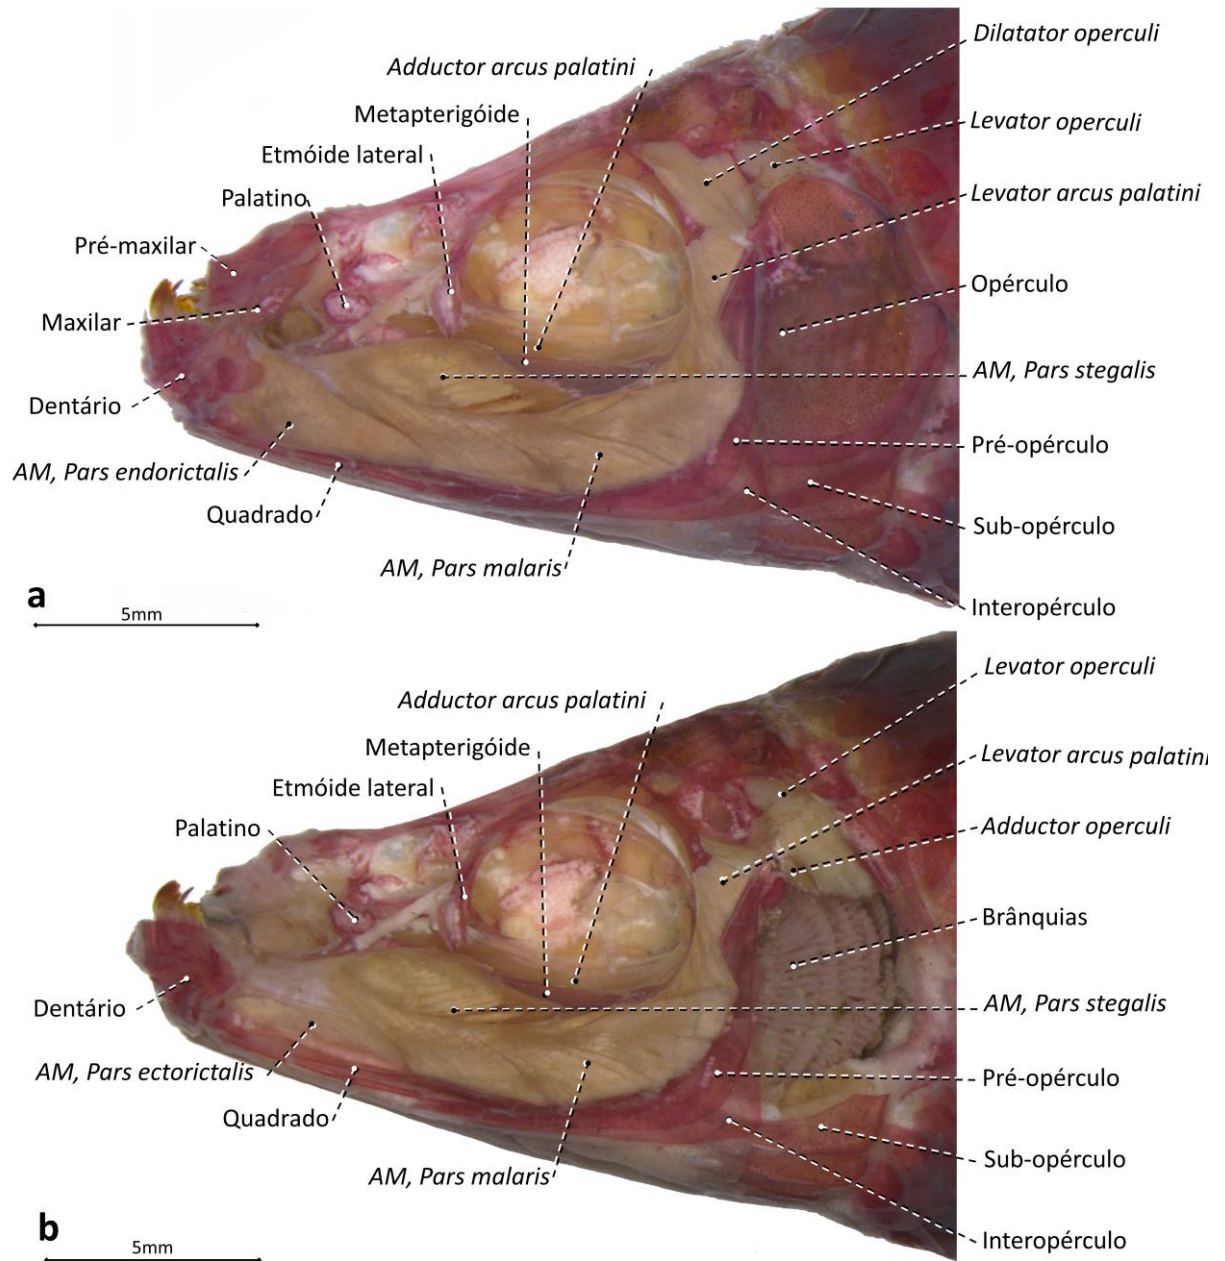 Dilatator operculi
Adductor arcus palatini
Metapterigóide
Levator operculi
Etmóide lateral
Palatino
Levator arcus palatini
Pré-maxilar
Opérculo
Maxilar
AM, Pars stegalis
Dentário
Pré-opérculo
AM, Pars endorictalis
Quadrado
Sub-opérculo
AM, Pars malaris
a
Interopérculo
5mm
Levator operculi
Adductor arcus palatini
Metapterigóide
Levator arcus palatini
Etmóide lateral
Palatino
Adductor operculi
Brânquias
Dentário
AM, Pars stegalis
AM, Pars ectorictalis
Pré-opérculo
Quadrado
Sub-opérculo
AM, Pars malaris
b
Interopérculo
5mm